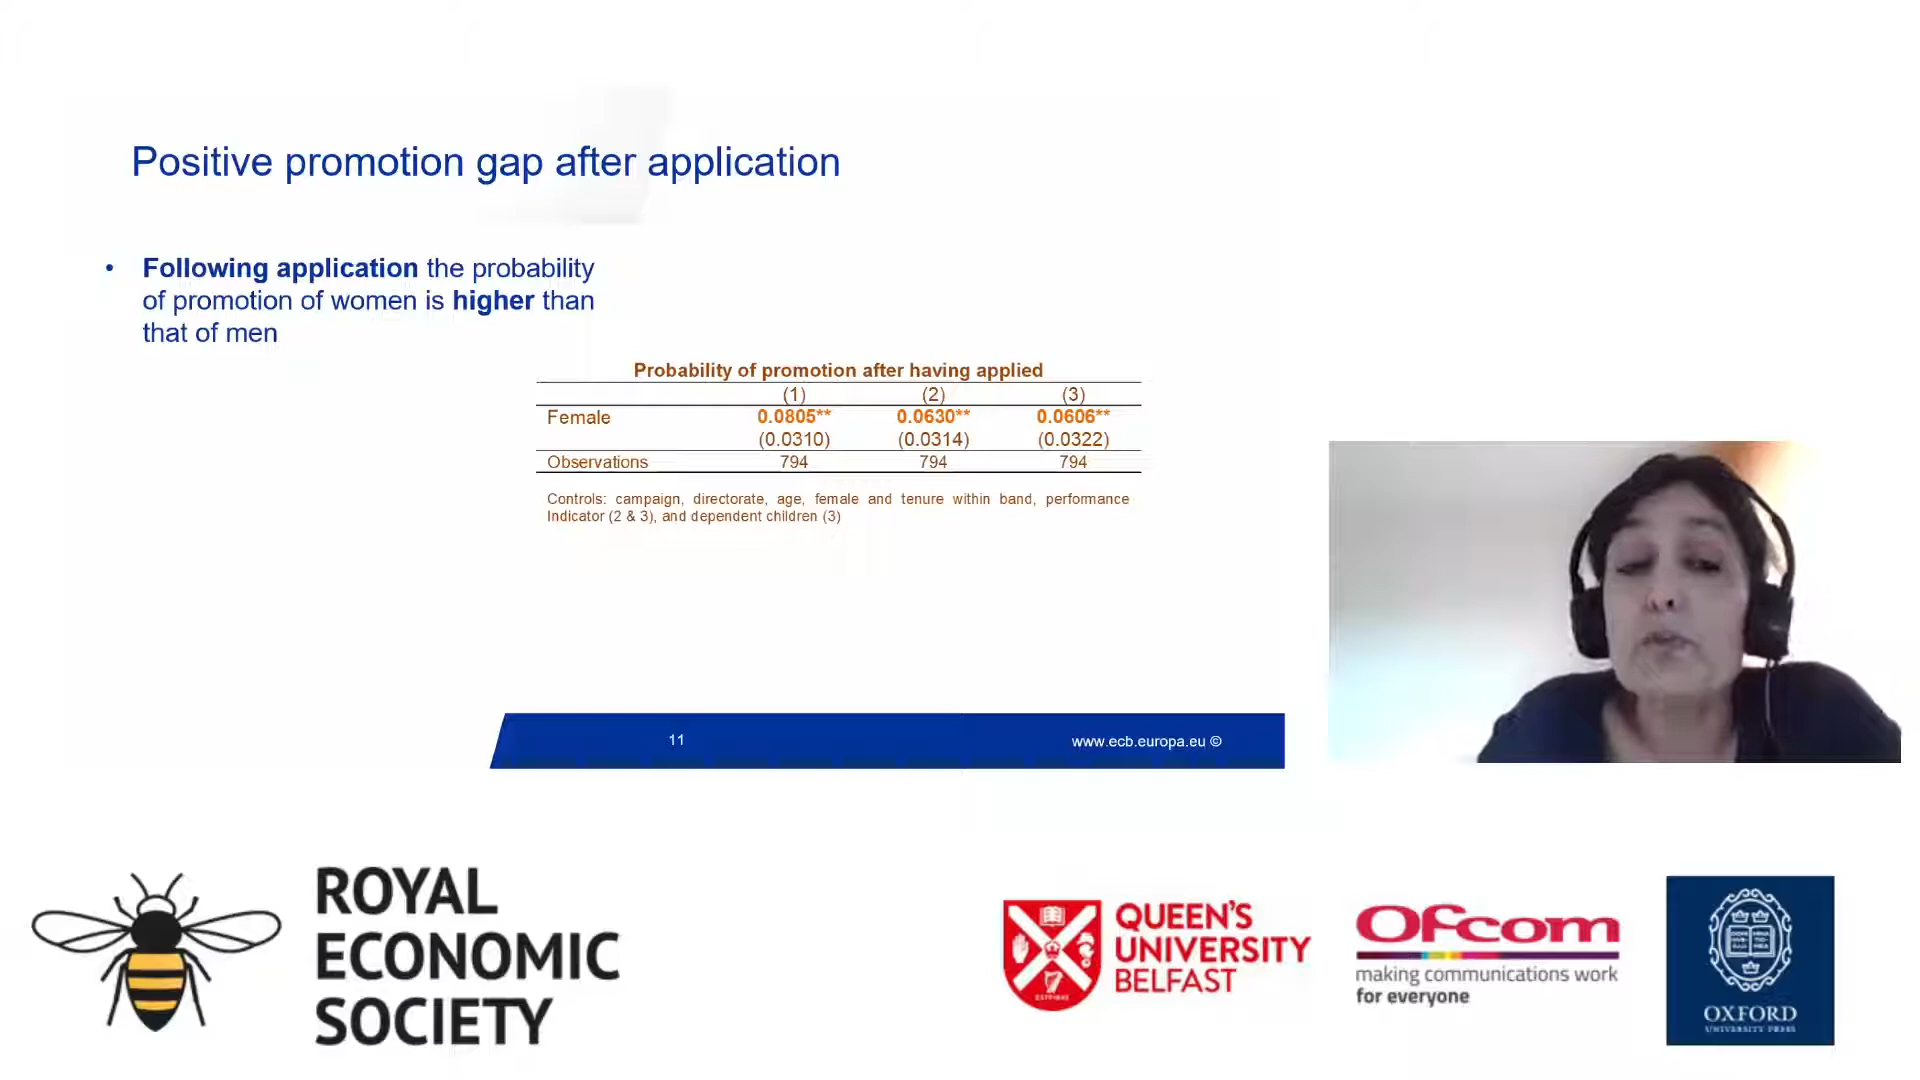 Positive promotion gap after application
• Following application the probability
of promotion of women is higher than
that of men
Probability of promotion after having applied
(1) (2) (3)
Female 0.0805** 0.0630** 0.0606**
(0.0310) (0.0314) (0.0322)
Observations 794 794 794
Controls: campaign, directorate, age, female and tenure within band, performance
Indicator (2 & 3), and dependent children (3)
11 www.ecb.europa.eu ©
ROYAL
ECONOMIC
SOCIETY
QUEEN'S
UNIVERSITY
BELFAST
Ofcom
making communications work
for everyone
OXFORD
UNIVERSITY PRESS